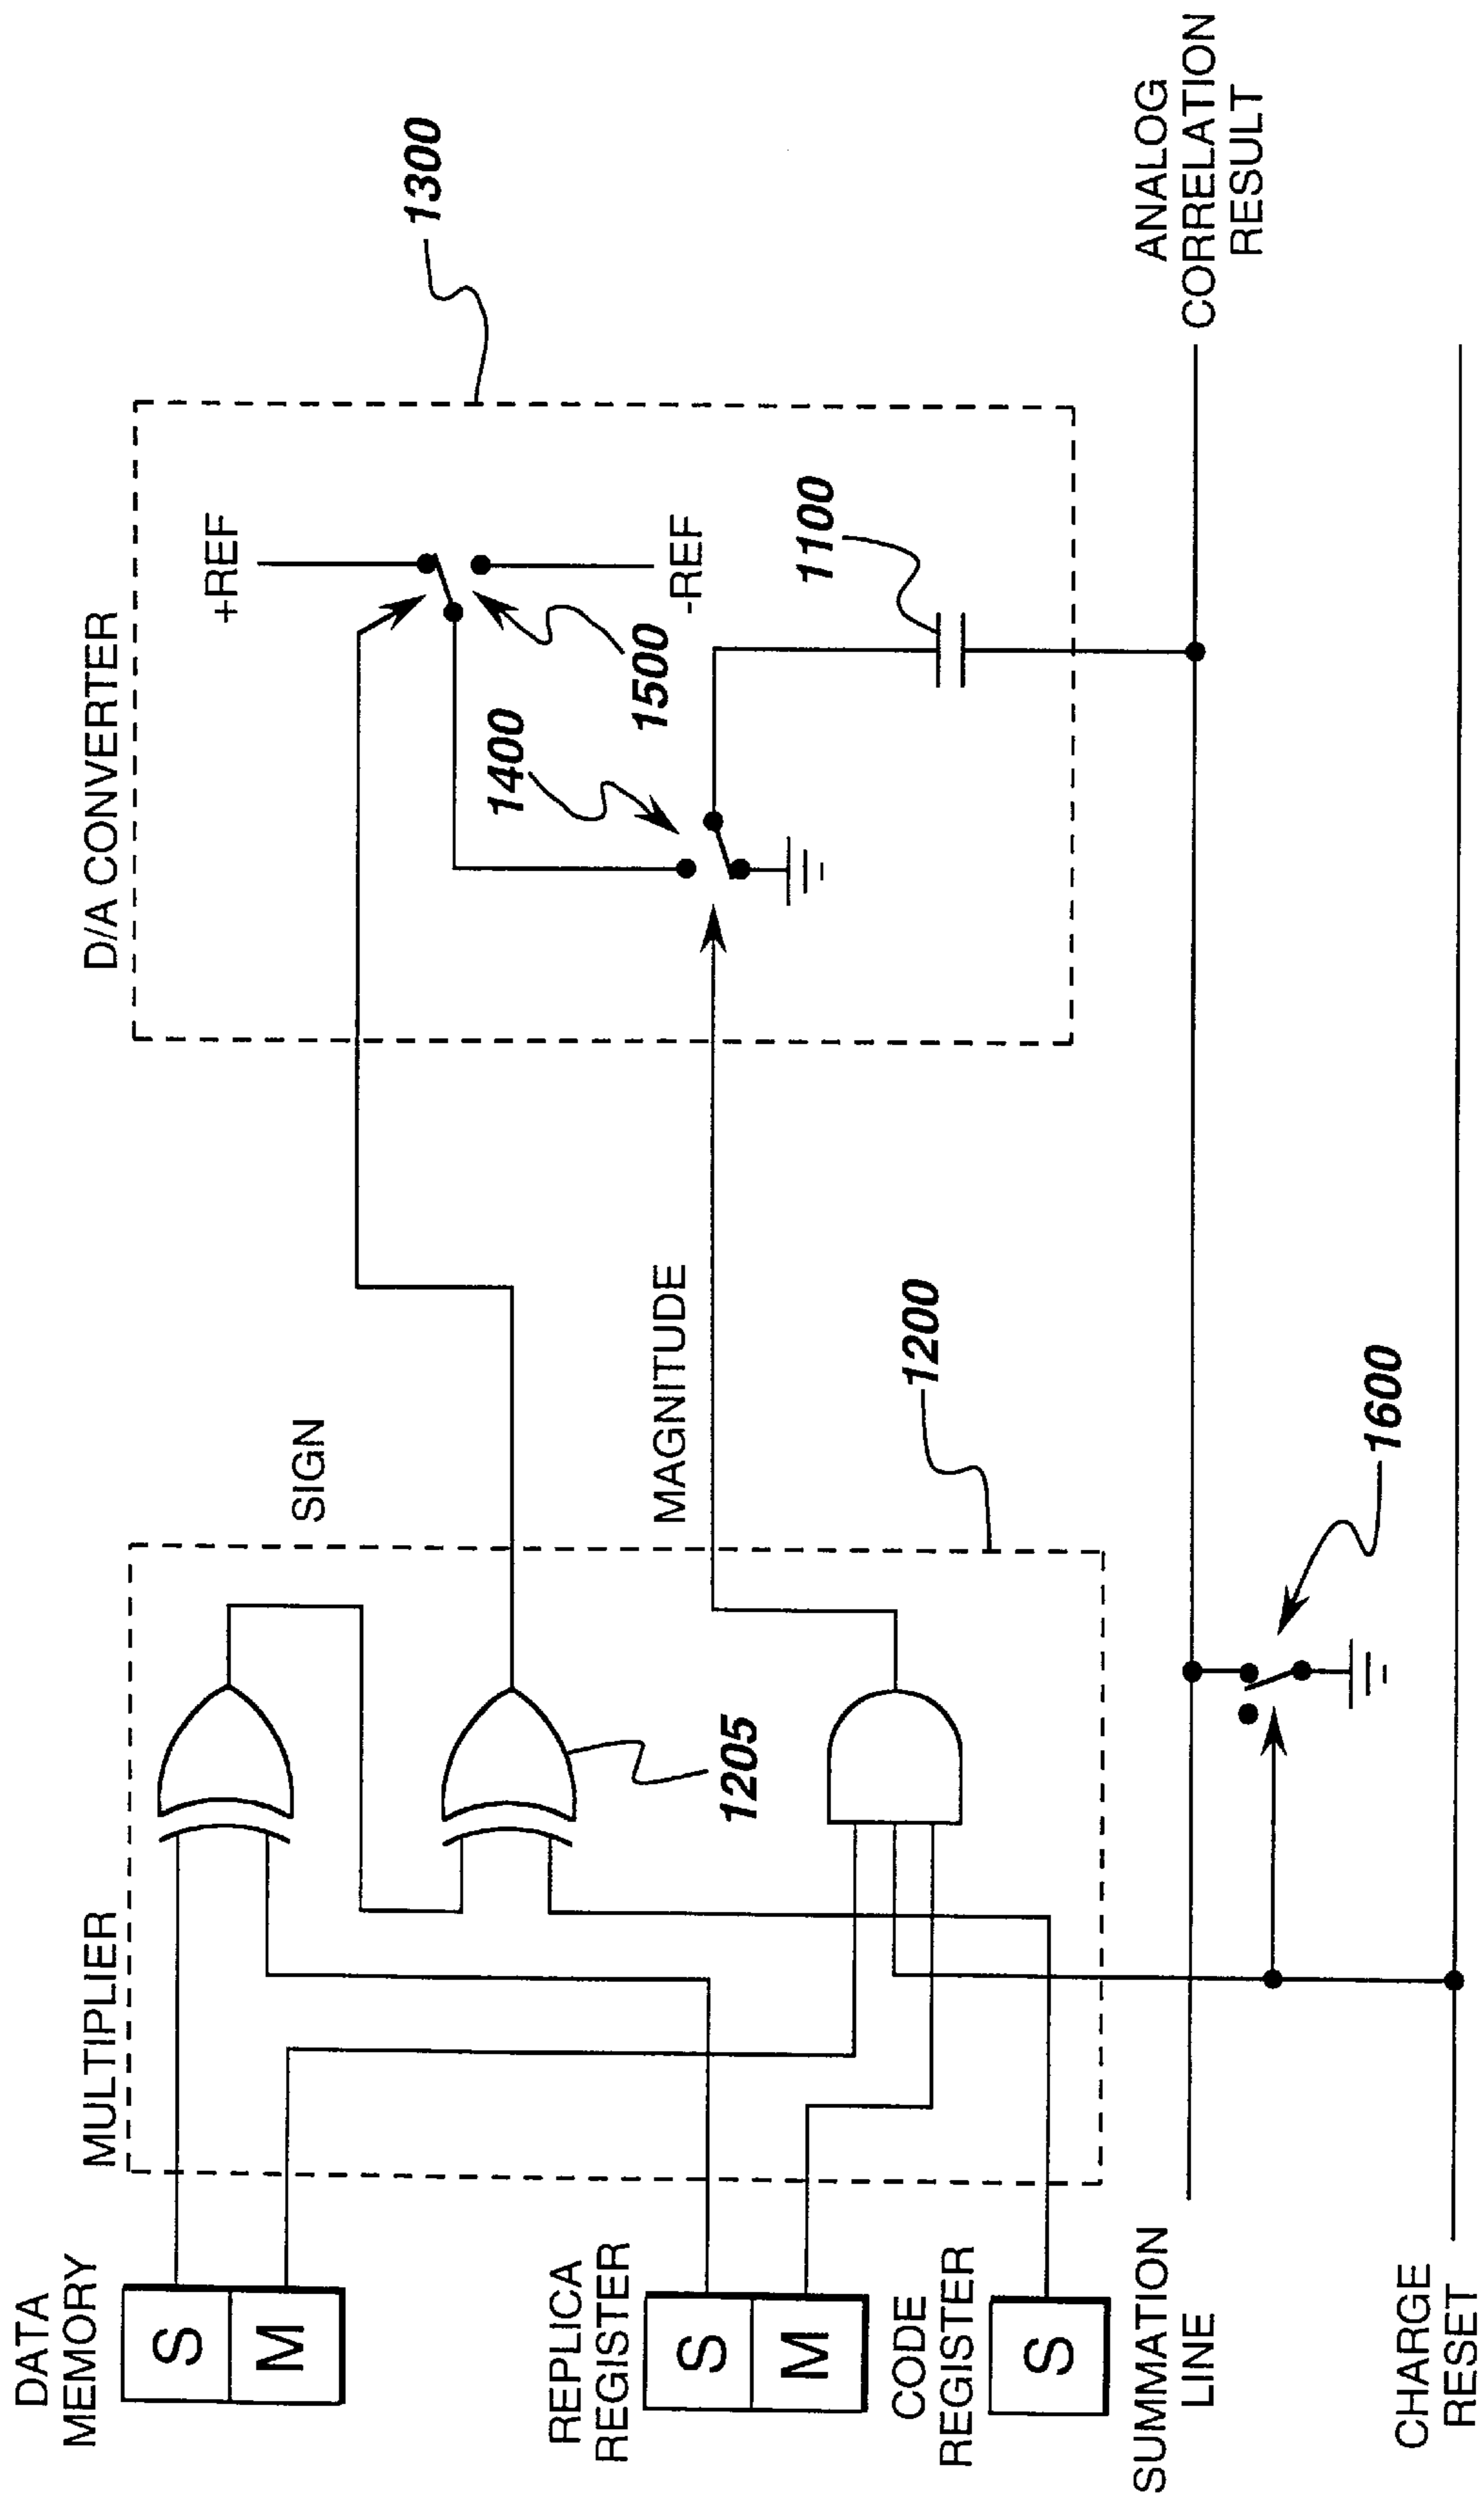 DATA
MEMORY
S
M
REPLICA
REGISTER
S
M
CODE
REGISTER
S
SUMMATION
LINE
CHARGE
RESET
MULTIPLIER
1205
1200
SIGN
MAGNITUDE
1600
D/A CONVERTER
+REF
-REF
1400
1500
1100
1300
ANALOG
CORRELATION
RESULT